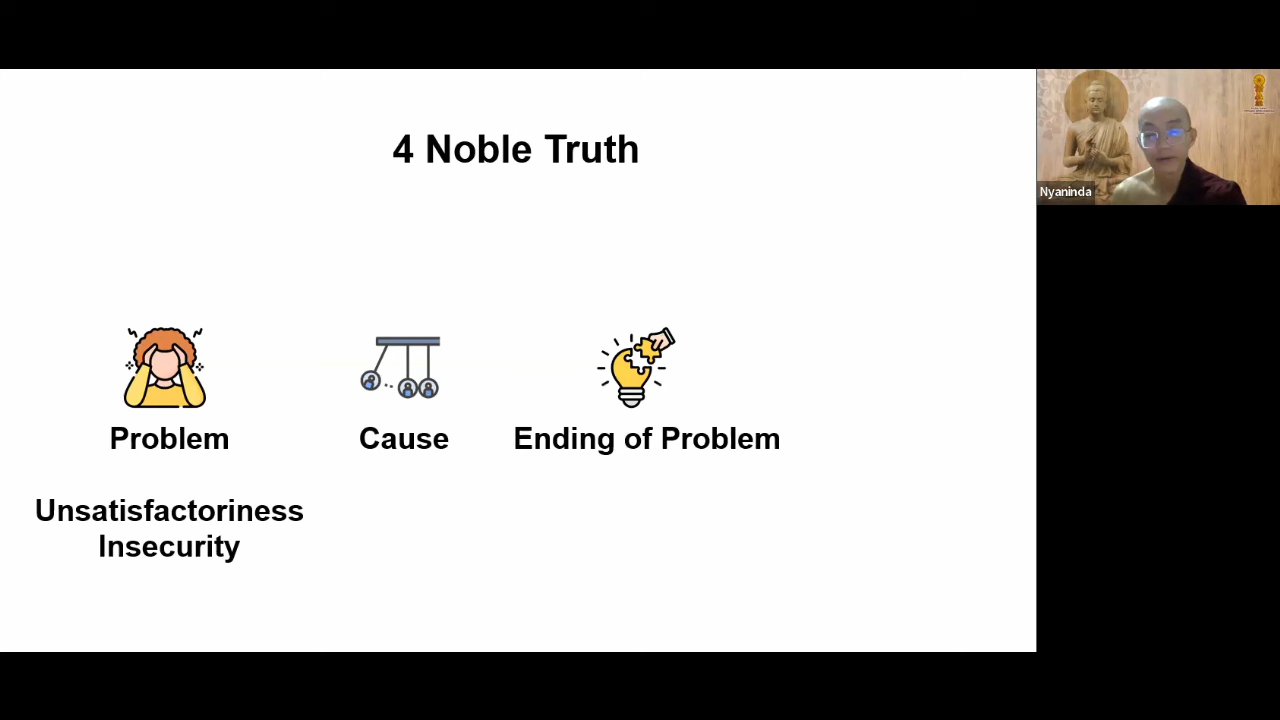 4 Noble Truth
Nyaninda
Problem
Cause
Ending of Problem
Unsatisfactoriness
Insecurity